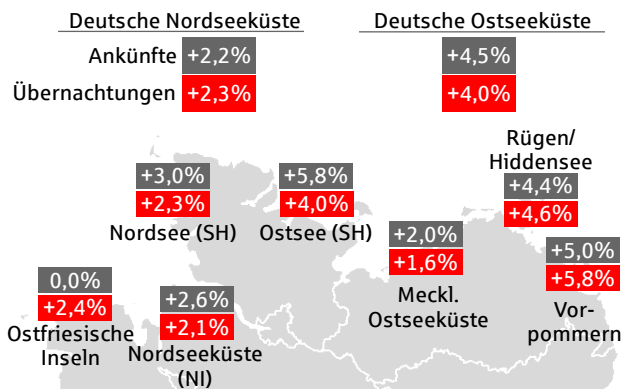 Deutsche Nordseeküste
Deutsche Ostseeküste
Ankünfte +2,2% +4,5%
Übernachtungen +2,3% +4,0%
Rügen/
Hiddensee
+4,4%
+4,6%
+3,0%
+2,3%
Nordsee (SH)
+5,8%
+4,0%
Ostsee (SH)
+2,0%
+1,6%
Meckl.
Ostseeküste
+5,0%
+5,8%
Vor-
pommern
0,0%
+2,4%
Ostfriesische
Inseln
+2,6%
+2,1%
Nordseeküste
(NI)